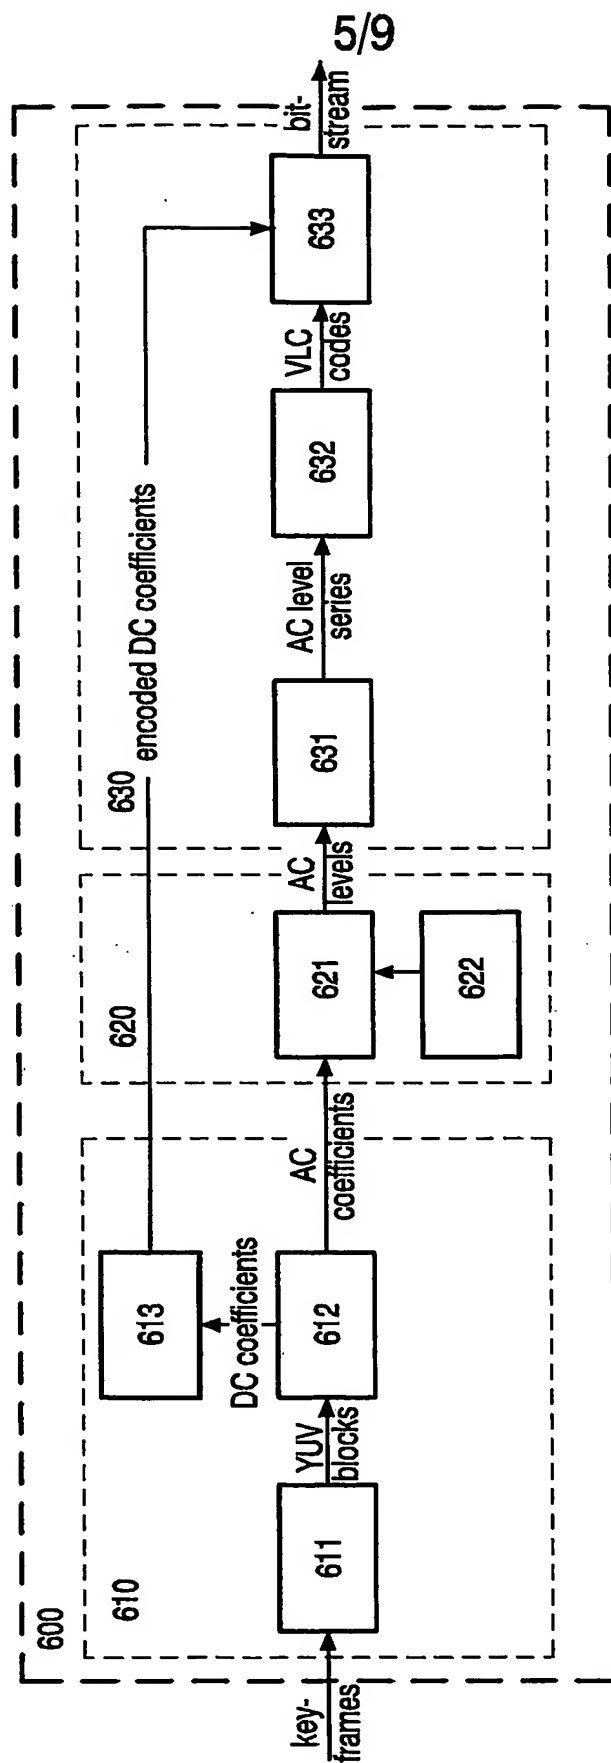 5/9
600
610
620
630
key-
frames
611
YUV
blocks
612
DC coefficients
613
AC
coefficients
621
622
AC
levels
631
AC level
series
632
VLC
codes
633
encoded DC coefficients
bit-
stream